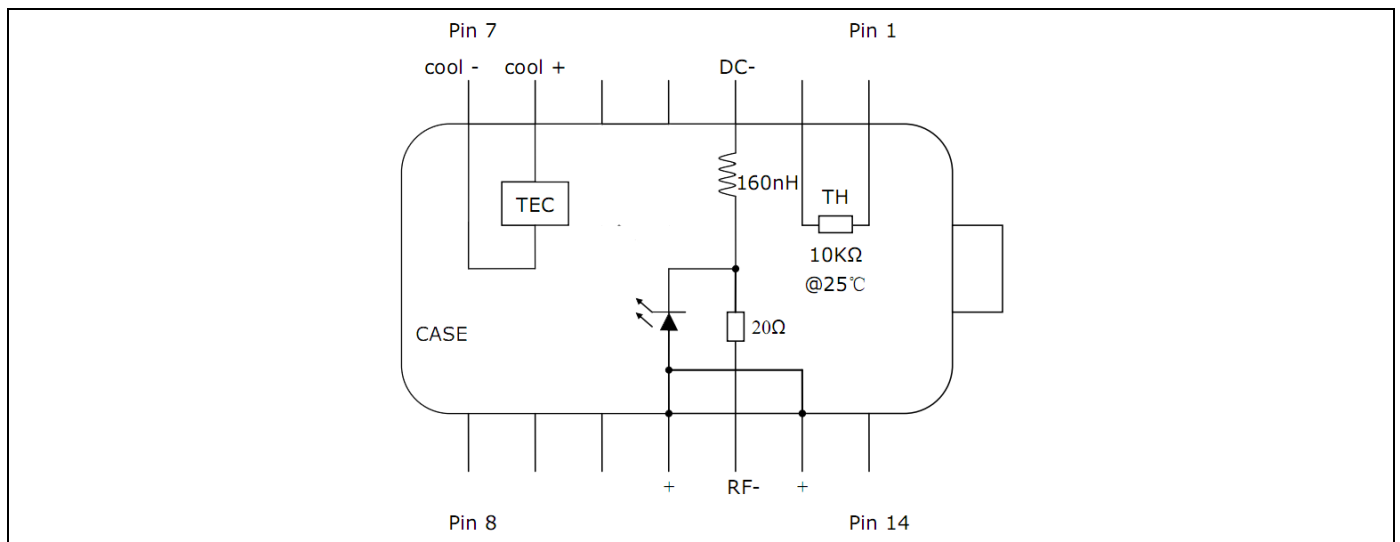 Pin 7
Pin 1
cool -
cool +
DC-
160nH
TH
TEC
10KΩ
@25℃
20Ω
CASE
+
RF-
+
Pin 8
Pin 14